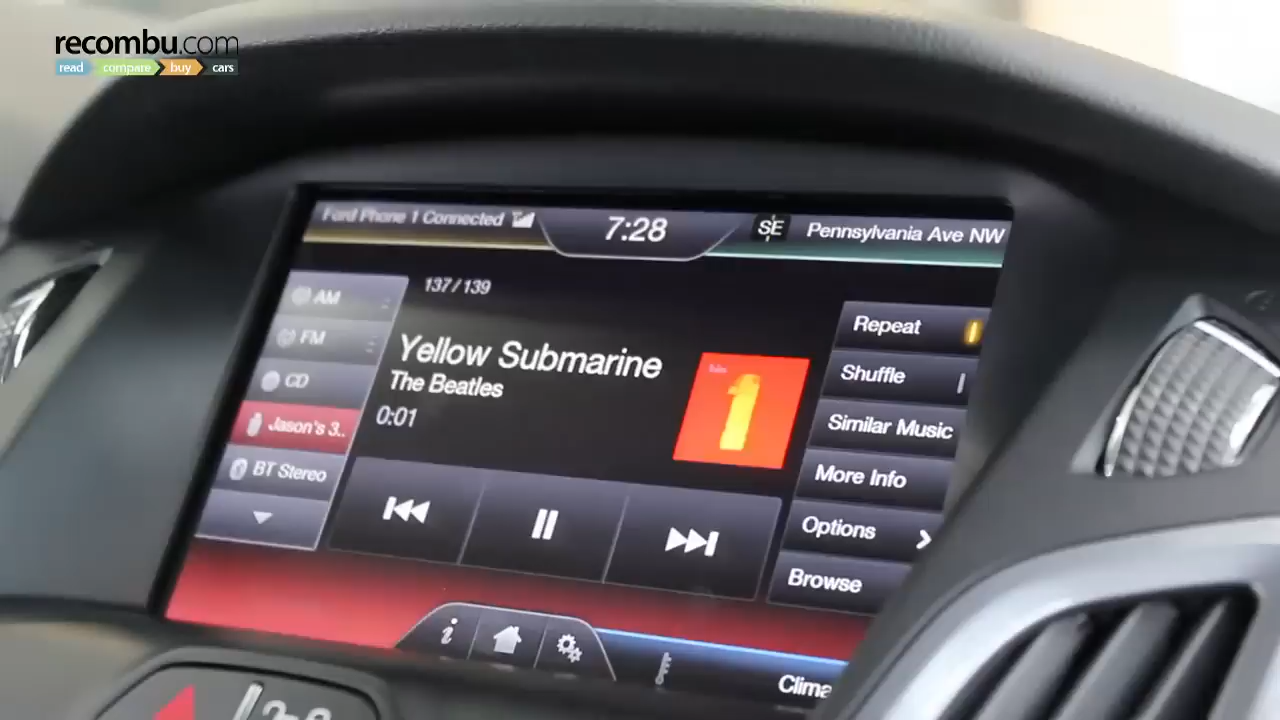 recombu.com
read compare buy cars
Ford Phone 1 Connected
7:28
SE
Pennsylvania Ave NW
137/139
AM
FM
CD
Jason's 3..
BT Stereo
Yellow Submarine
The Beatles
0:01
1
Repeat
Shuffle
Similar Music
More Info
Options
Browse
i
Clima